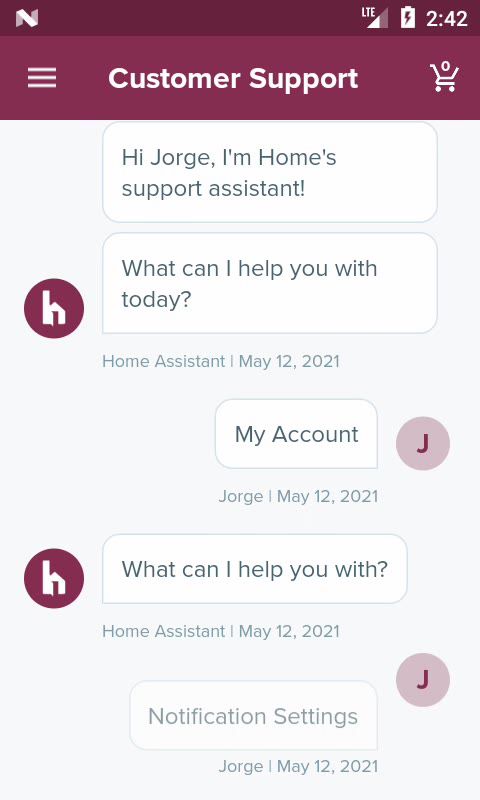 LTE 2:42
Customer Support
0
Hi Jorge, I'm Home's
support assistant!
What can I help you with
today?
h
Home Assistant | May 12, 2021
My Account
J
Jorge | May 12, 2021
What can I help you with?
h
Home Assistant | May 12, 2021
J
Notification Settings
Jorge | May 12, 2021